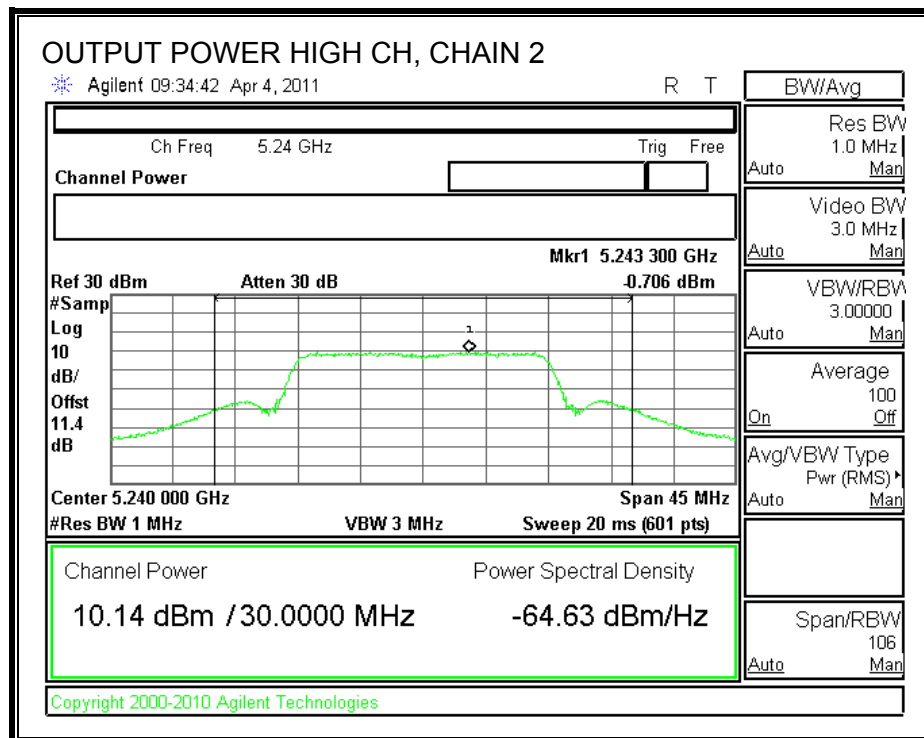 OUTPUT POWER HIGH CH, CHAIN 2
Agilent 09:34:42 Apr 4, 2011 R T
BW/Avg
Ch Freq 5.24 GHz Trig Free
Channel Power
Mkr1 5.243 300 GHz
Ref 30 dBm Atten 30 dB -0.706 dBm
#Samp
Log
10
dB/
Offst
11.4
dB
1
Center 5.240 000 GHz Span 45 MHz
#Res BW 1 MHz VBW 3 MHz Sweep 20 ms (601 pts)
Channel Power Power Spectral Density
10.14 dBm / 30.0000 MHz -64.63 dBm/Hz
Copyright 2000-2010 Agilent Technologies
Res BW
1.0 MHz
Auto Man
Video BW
3.0 MHz
Auto Man
VBW/RBW
3.00000
Auto Man
Average
100
On Off
Avg/VBW Type
Pwr (RMS)
Auto Man
Span/RBW
106
Auto Man